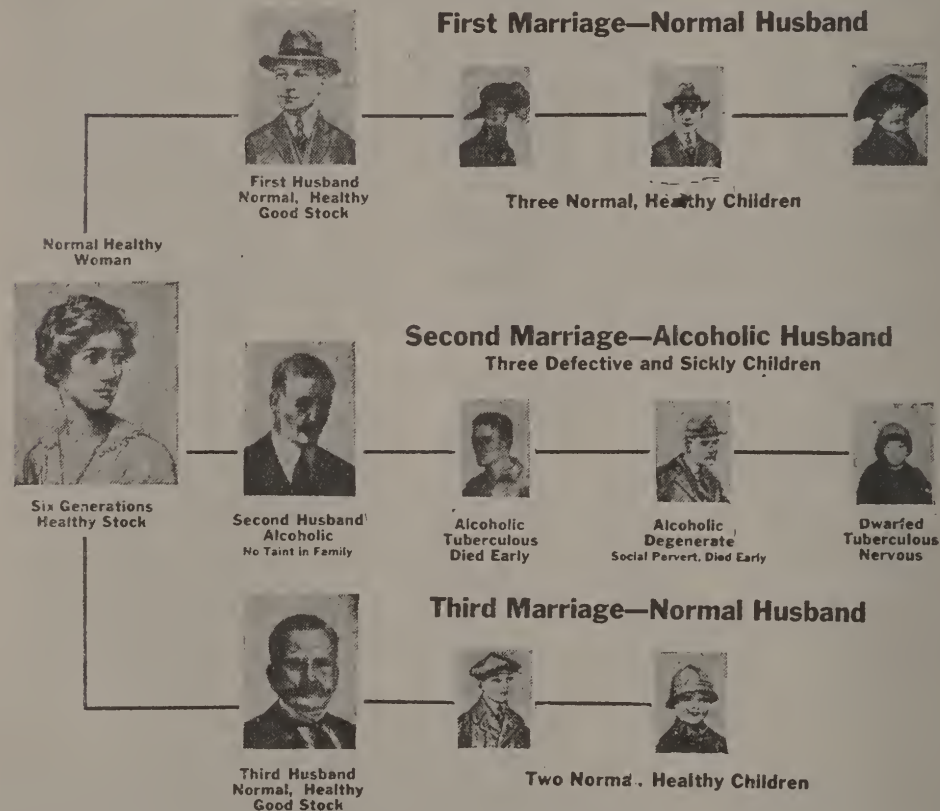 First Marriage—Normal Husband
First Husband
Normal, Healthy
Good Stock
Three Normal, Healthy Children
Normal Healthy
Woman
Six Generations
Healthy Stock
Second Marriage—Alcoholic Husband
Three Defective and Sickly Children
Second Husband
Alcoholic
No Taint in Family
Alcoholic
Tuberculous
Died Early
Alcoholic
Degenerate
Social Pervert, Died Early
Dwarfed
Tuberculous
Nervous
Third Marriage—Normal Husband
Third Husband
Normal, Healthy
Good Stock
Two Norma . Healthy Children